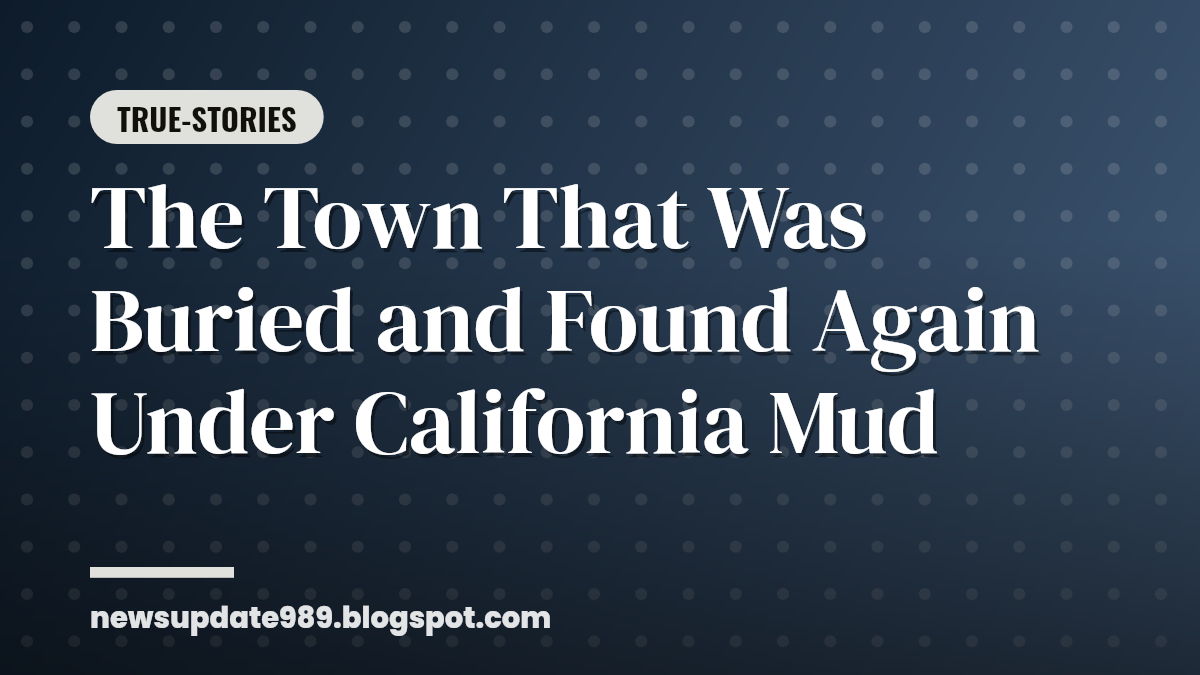 TRUE-STORIES
The Town That Was
Buried and Found Again
Under California Mud
newsupdate989.blogspot.com